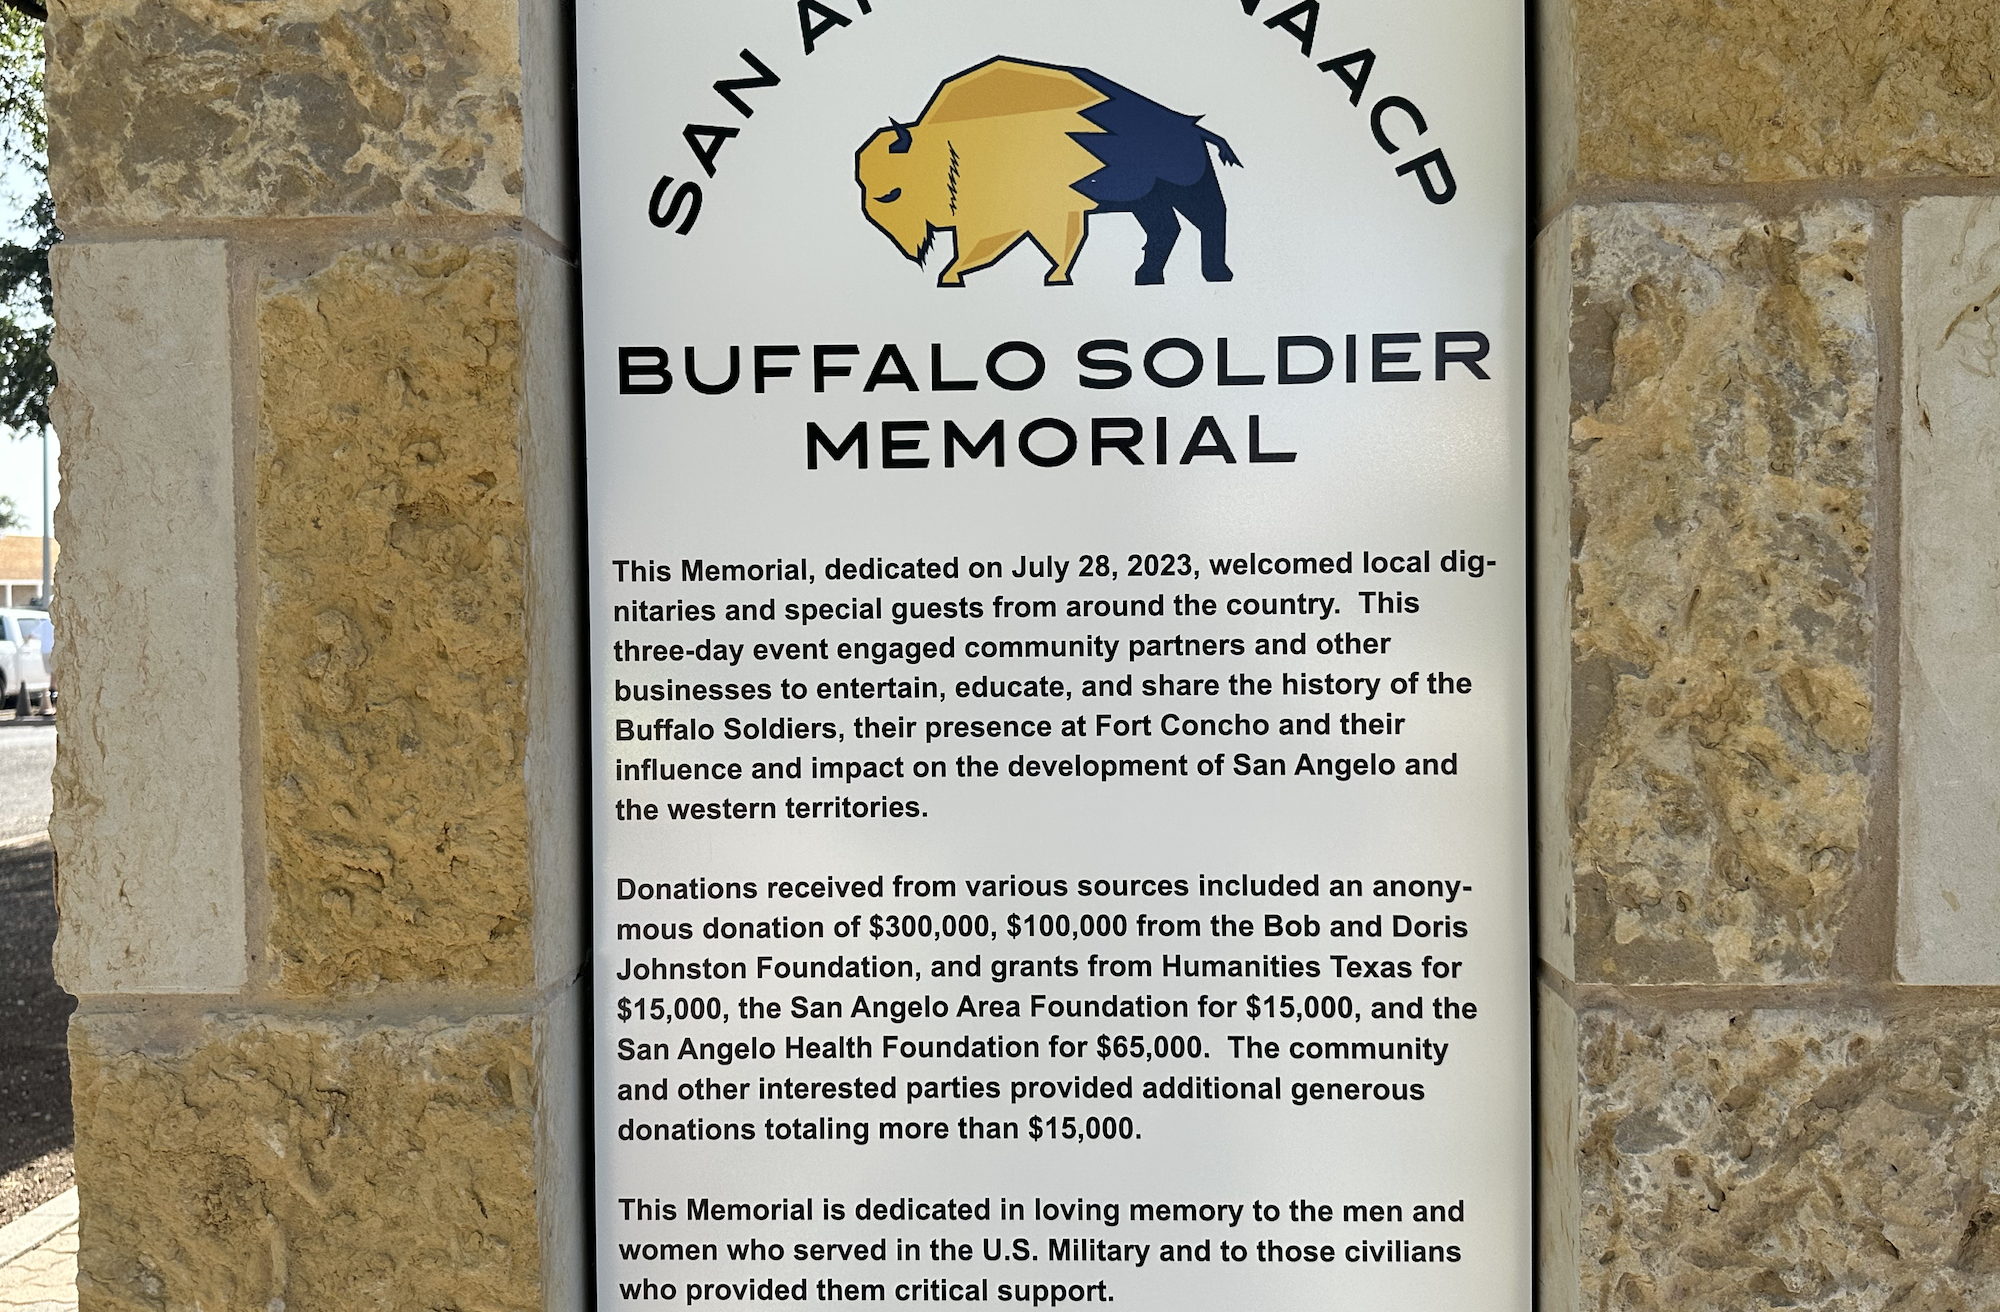 SAN NAACP
BUFFALO SOLDIER
MEMORIAL
This Memorial, dedicated on July 28, 2023, welcomed local dig-
nitaries and special guests from around the country.  This
three-day event engaged community partners and other
businesses to entertain, educate, and share the history of the
Buffalo Soldiers, their presence at Fort Concho and their
influence and impact on the development of San Angelo and
the western territories.
Donations received from various sources included an anony-
mous donation of $300,000, $100,000 from the Bob and Doris
Johnston Foundation, and grants from Humanities Texas for
$15,000, the San Angelo Area Foundation for $15,000, and the
San Angelo Health Foundation for $65,000.  The community
and other interested parties provided additional generous
donations totaling more than $15,000.
This Memorial is dedicated in loving memory to the men and
women who served in the U.S. Military and to those civilians
who provided them critical support.